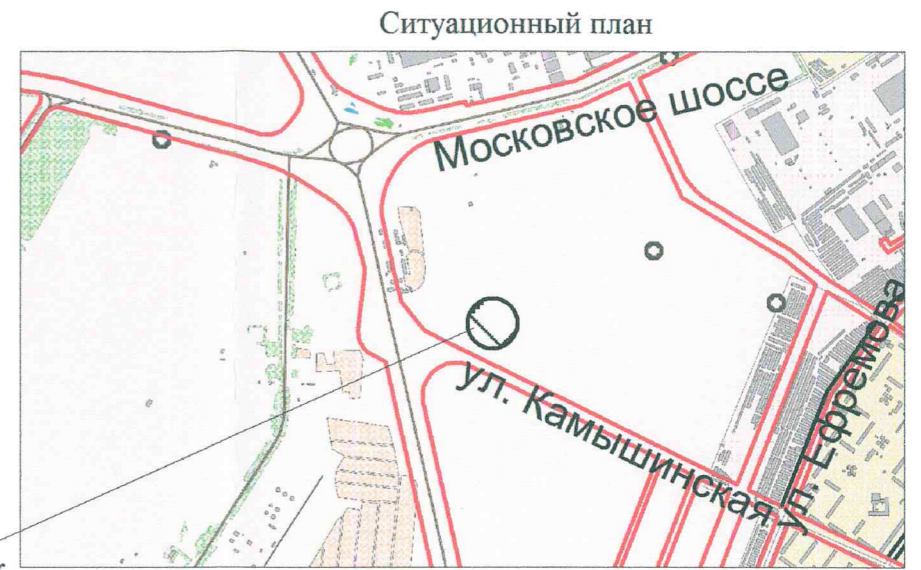 Ситуационный план
Московское шоссе
ул. Камышинская
ул. Ефремова